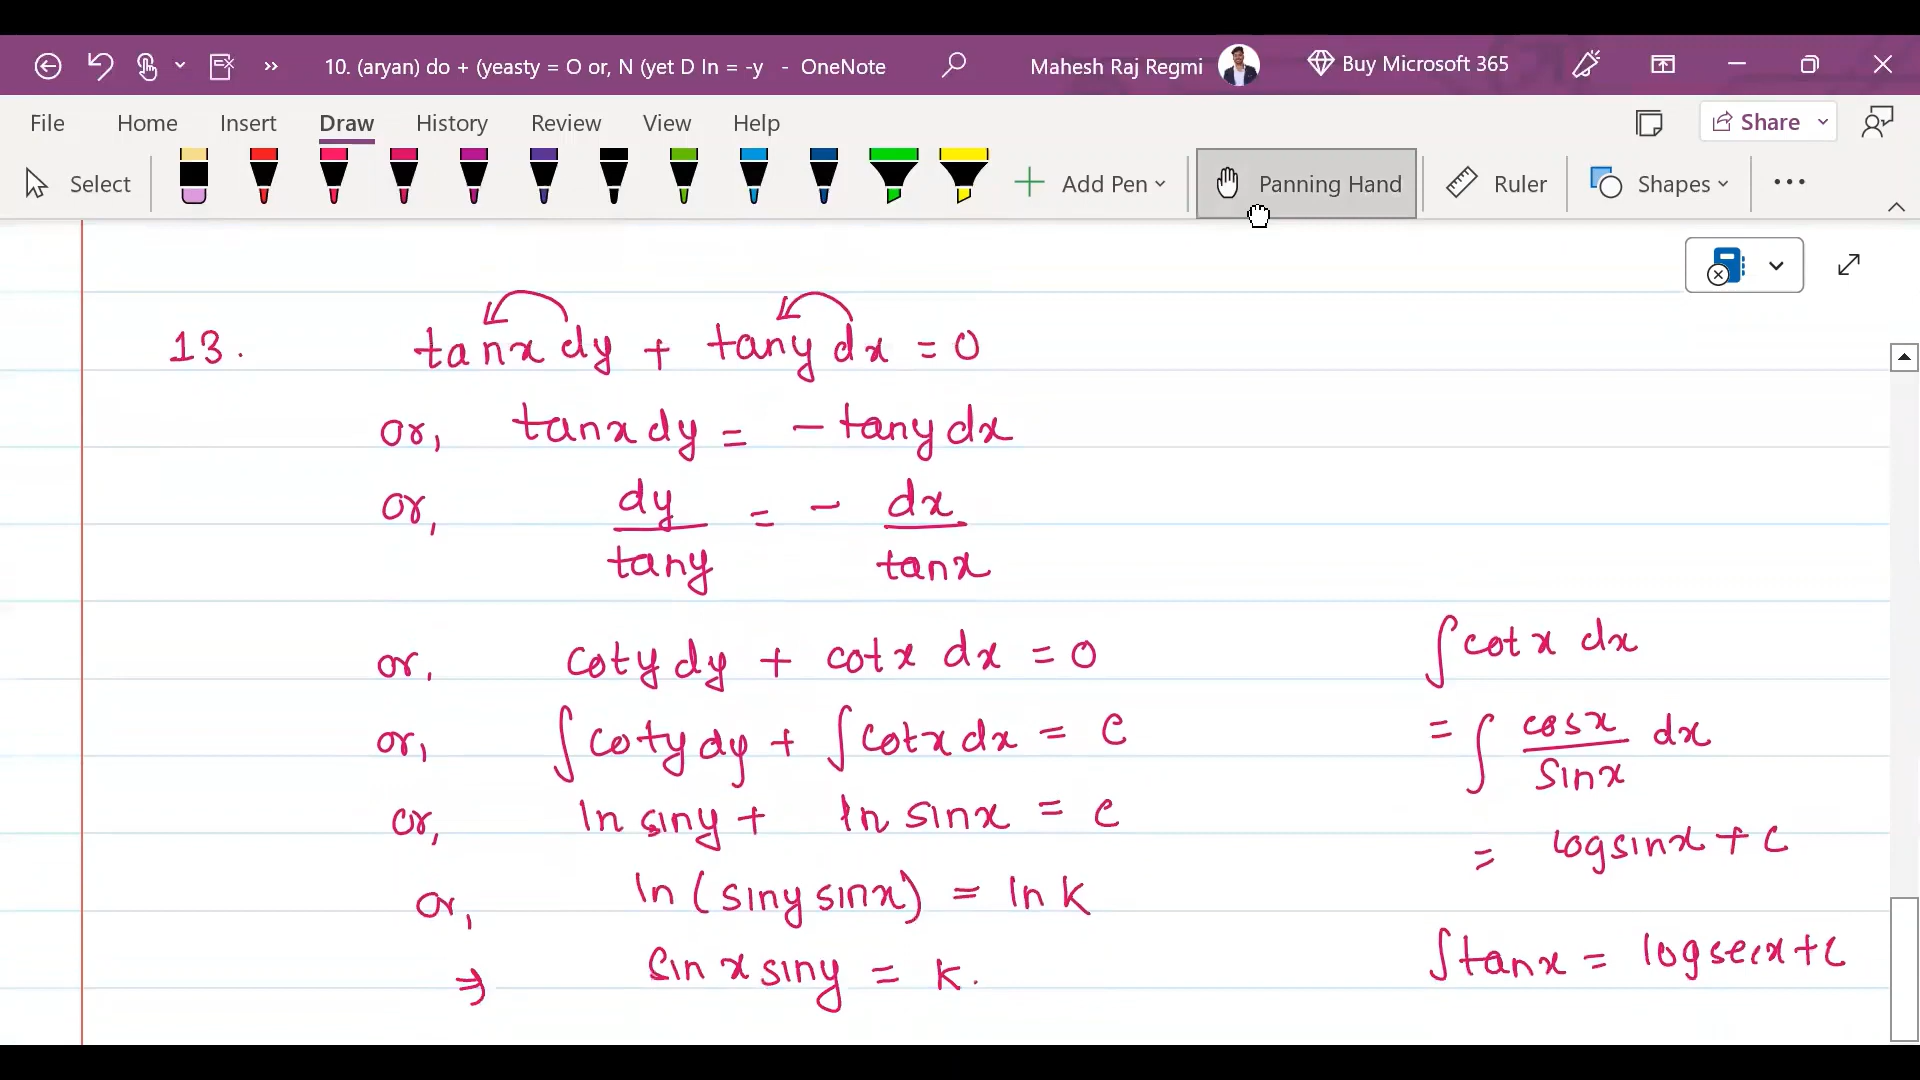 10. (aryan) do + (yeasty = O or, N (yet D In = -y - OneNote
Mahesh Raj Regmi
Buy Microsoft 365
File Home Insert Draw History Review View Help
Share
Select
Add Pen
Panning Hand
Ruler
Shapes
13. tanx dy + tany dx = 0
or, tanx dy = - tany dx
or, dy/tany = - dx/tanx
or, coty dy + cotx dx = 0
or, ∫coty dy + ∫cotx dx = c
or, ln siny + ln sinx = c
or, ln (siny sinx) = ln k
⇒ sinx siny = k.
∫cotx dx
= ∫ cosx/sinx dx
= logsinx + c
∫tanx = logsecx + c